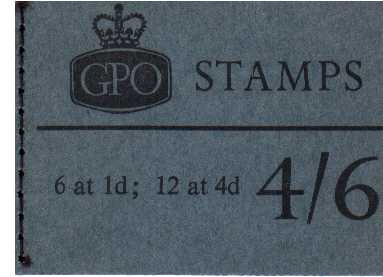 GPO STAMPS
6 at 1d; 12 at 4d 4/6